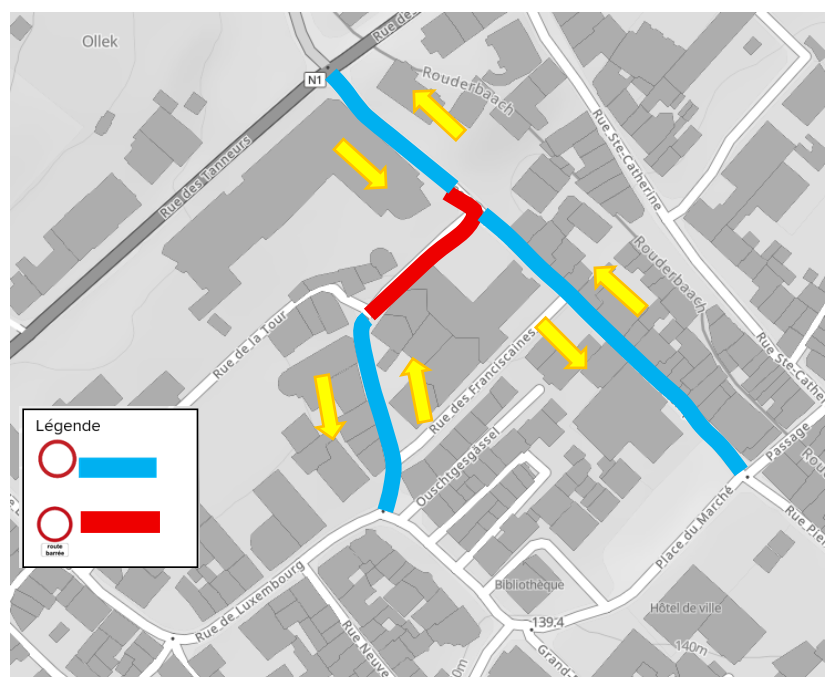 Ollek
Rue de
N1
Rouderbaach
Rue des Tanneurs
Rue Ste-Catherine
Rouderbaach
Rue de la Tour
Rue des Franciscaines
Ouschtgesgässel
Rue Ste-Cather
Passage
Légende
route
barrée
Place du Marché
Rue de Luxembourg
Bibliothèque
Hôtel de ville
139.4
140m
Rue Neuve
Grand-